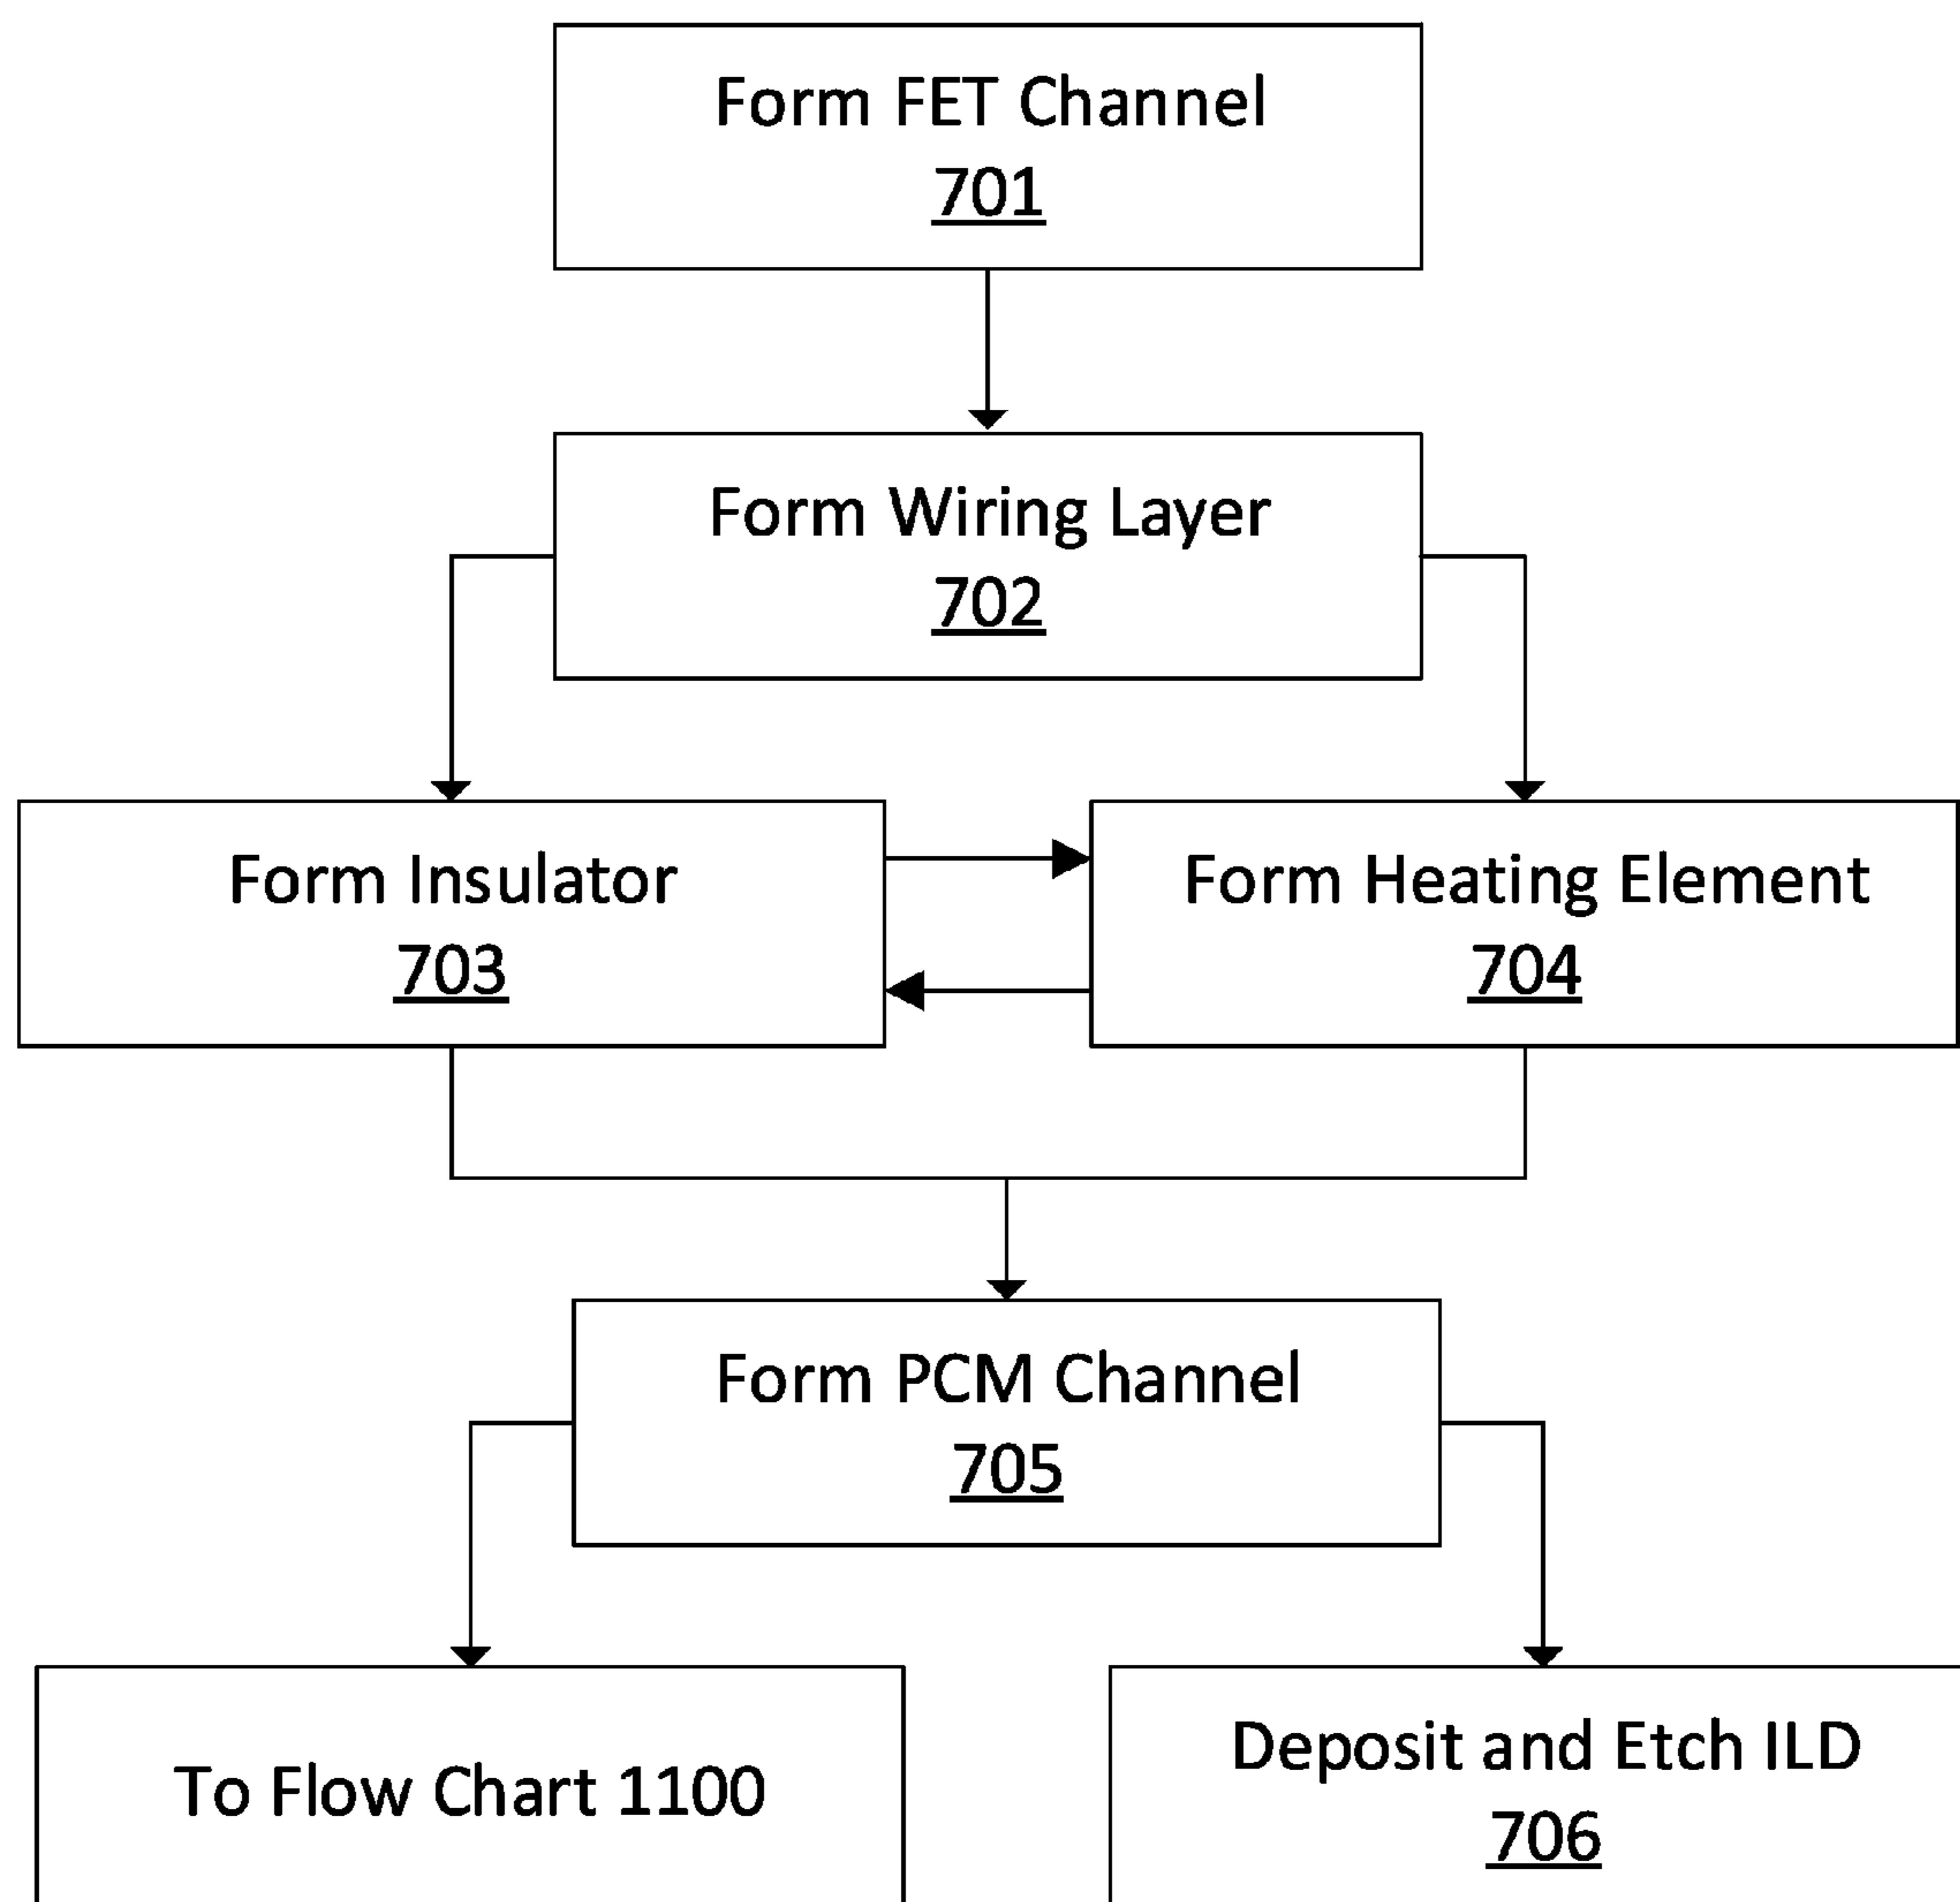 Form FET Channel
701
Form Wiring Layer
702
Form Insulator
703
Form Heating Element
704
Form PCM Channel
705
To Flow Chart 1100
Deposit and Etch ILD
706